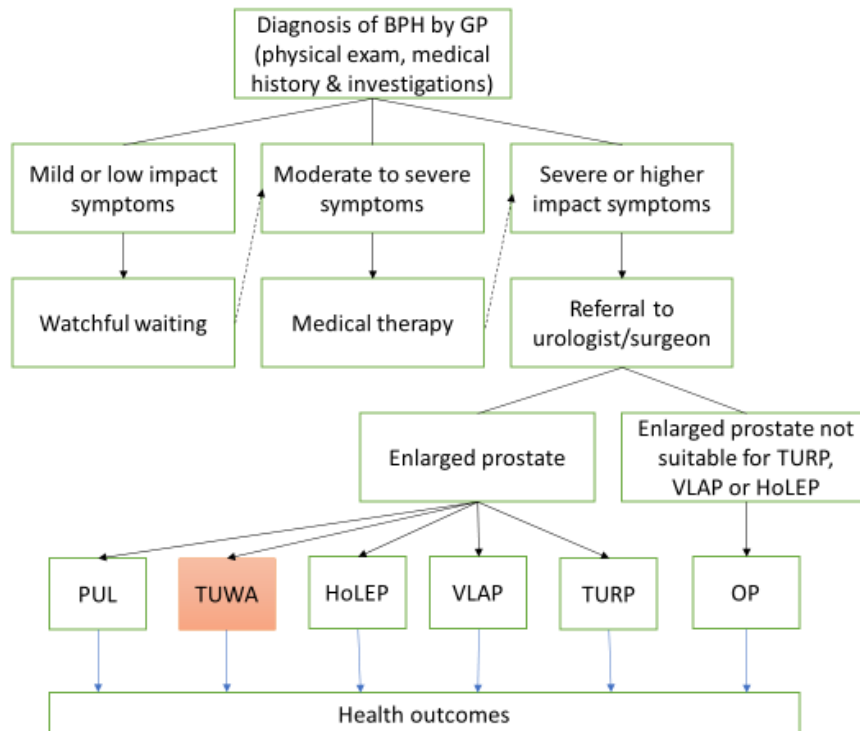 Diagnosis of BPH by GP
(physical exam, medical
history & investigations)
Mild or low impact
symptoms
Moderate to severe
symptoms
Severe or higher
impact symptoms
Watchful waiting
Medical therapy
Referral to
urologist/surgeon
Enlarged prostate
Enlarged prostate not
suitable for TURP,
VLAP or HoLEP
PUL
TUWA
HoLEP
VLAP
TURP
OP
Health outcomes